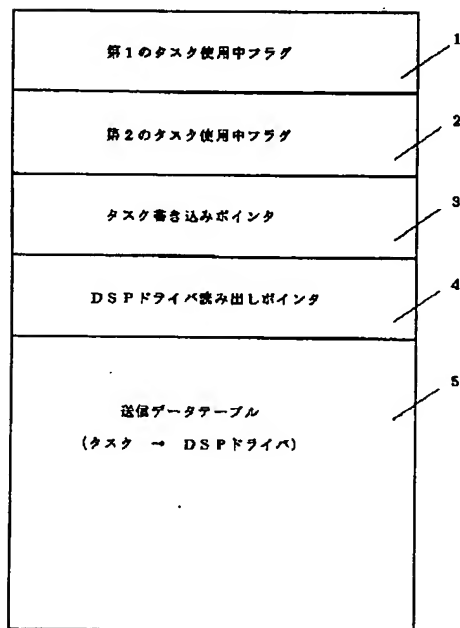 第1のタスク使用中フラグ
1
第2のタスク使用中フラグ
2
タスク書き込みポインタ
3
DSPドライバ読み出しポインタ
4
送信データテーブル
5
(タスク → DSPドライバ)